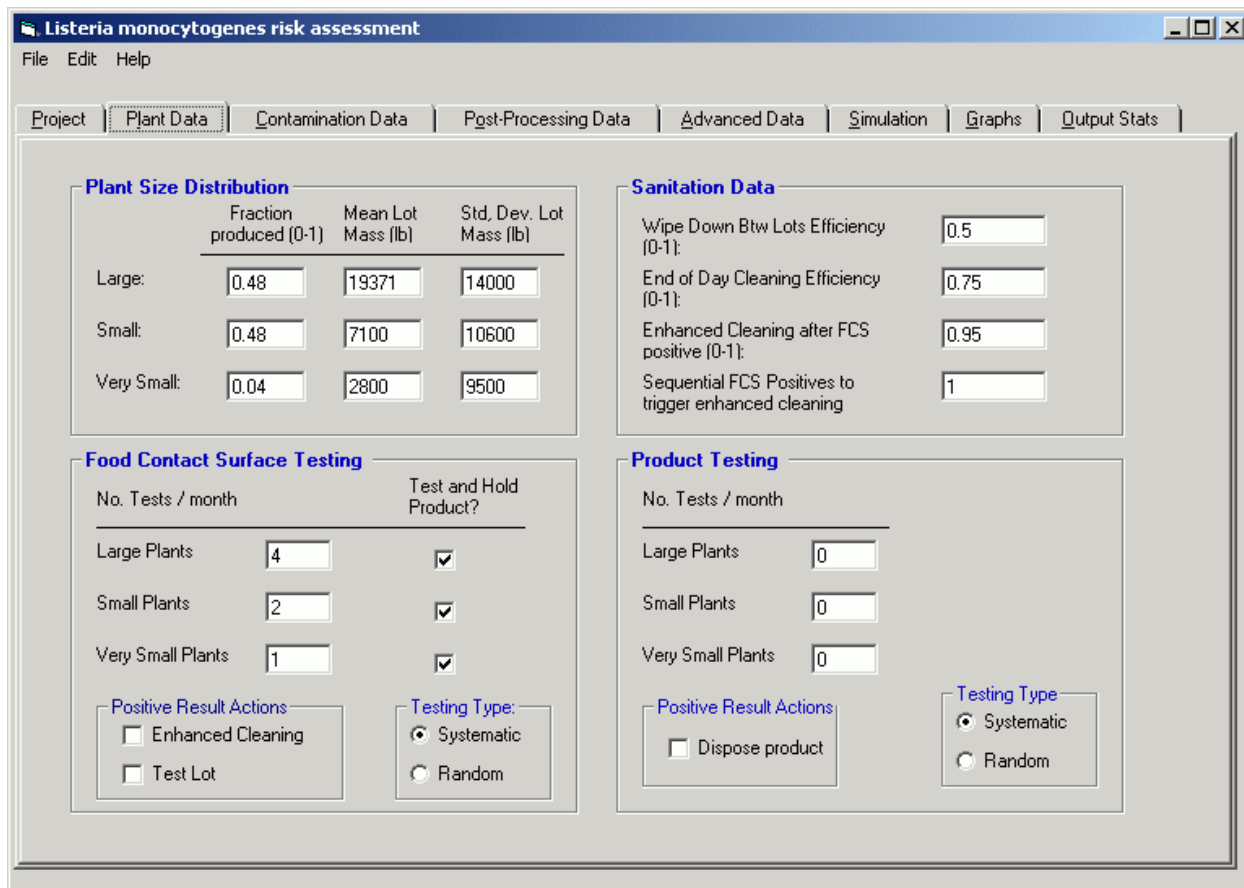 Listeria monocytogenes risk assessment
File Edit Help
Project Plant Data Contamination Data Post-Processing Data Advanced Data Simulation Graphs Output Stats
Plant Size Distribution
Fraction produced (0-1) Mean Lot Mass (lb) Std, Dev. Lot Mass (lb)
Large: 0.48 19371 14000
Small: 0.48 7100 10600
Very Small: 0.04 2800 9500
Sanitation Data
Wipe Down Btw Lots Efficiency
(0-1): 0.5
End of Day Cleaning Efficiency
(0-1): 0.75
Enhanced Cleaning after FCS
positive (0-1): 0.95
Sequential FCS Positives to
trigger enhanced cleaning 1
Food Contact Surface Testing
No. Tests / month Test and Hold Product?
Large Plants 4
Small Plants 2
Very Small Plants 1
Positive Result Actions
Enhanced Cleaning
Test Lot
Testing Type:
Systematic
Random
Product Testing
No. Tests / month
Large Plants 0
Small Plants 0
Very Small Plants 0
Positive Result Actions
Dispose product
Testing Type
Systematic
Random